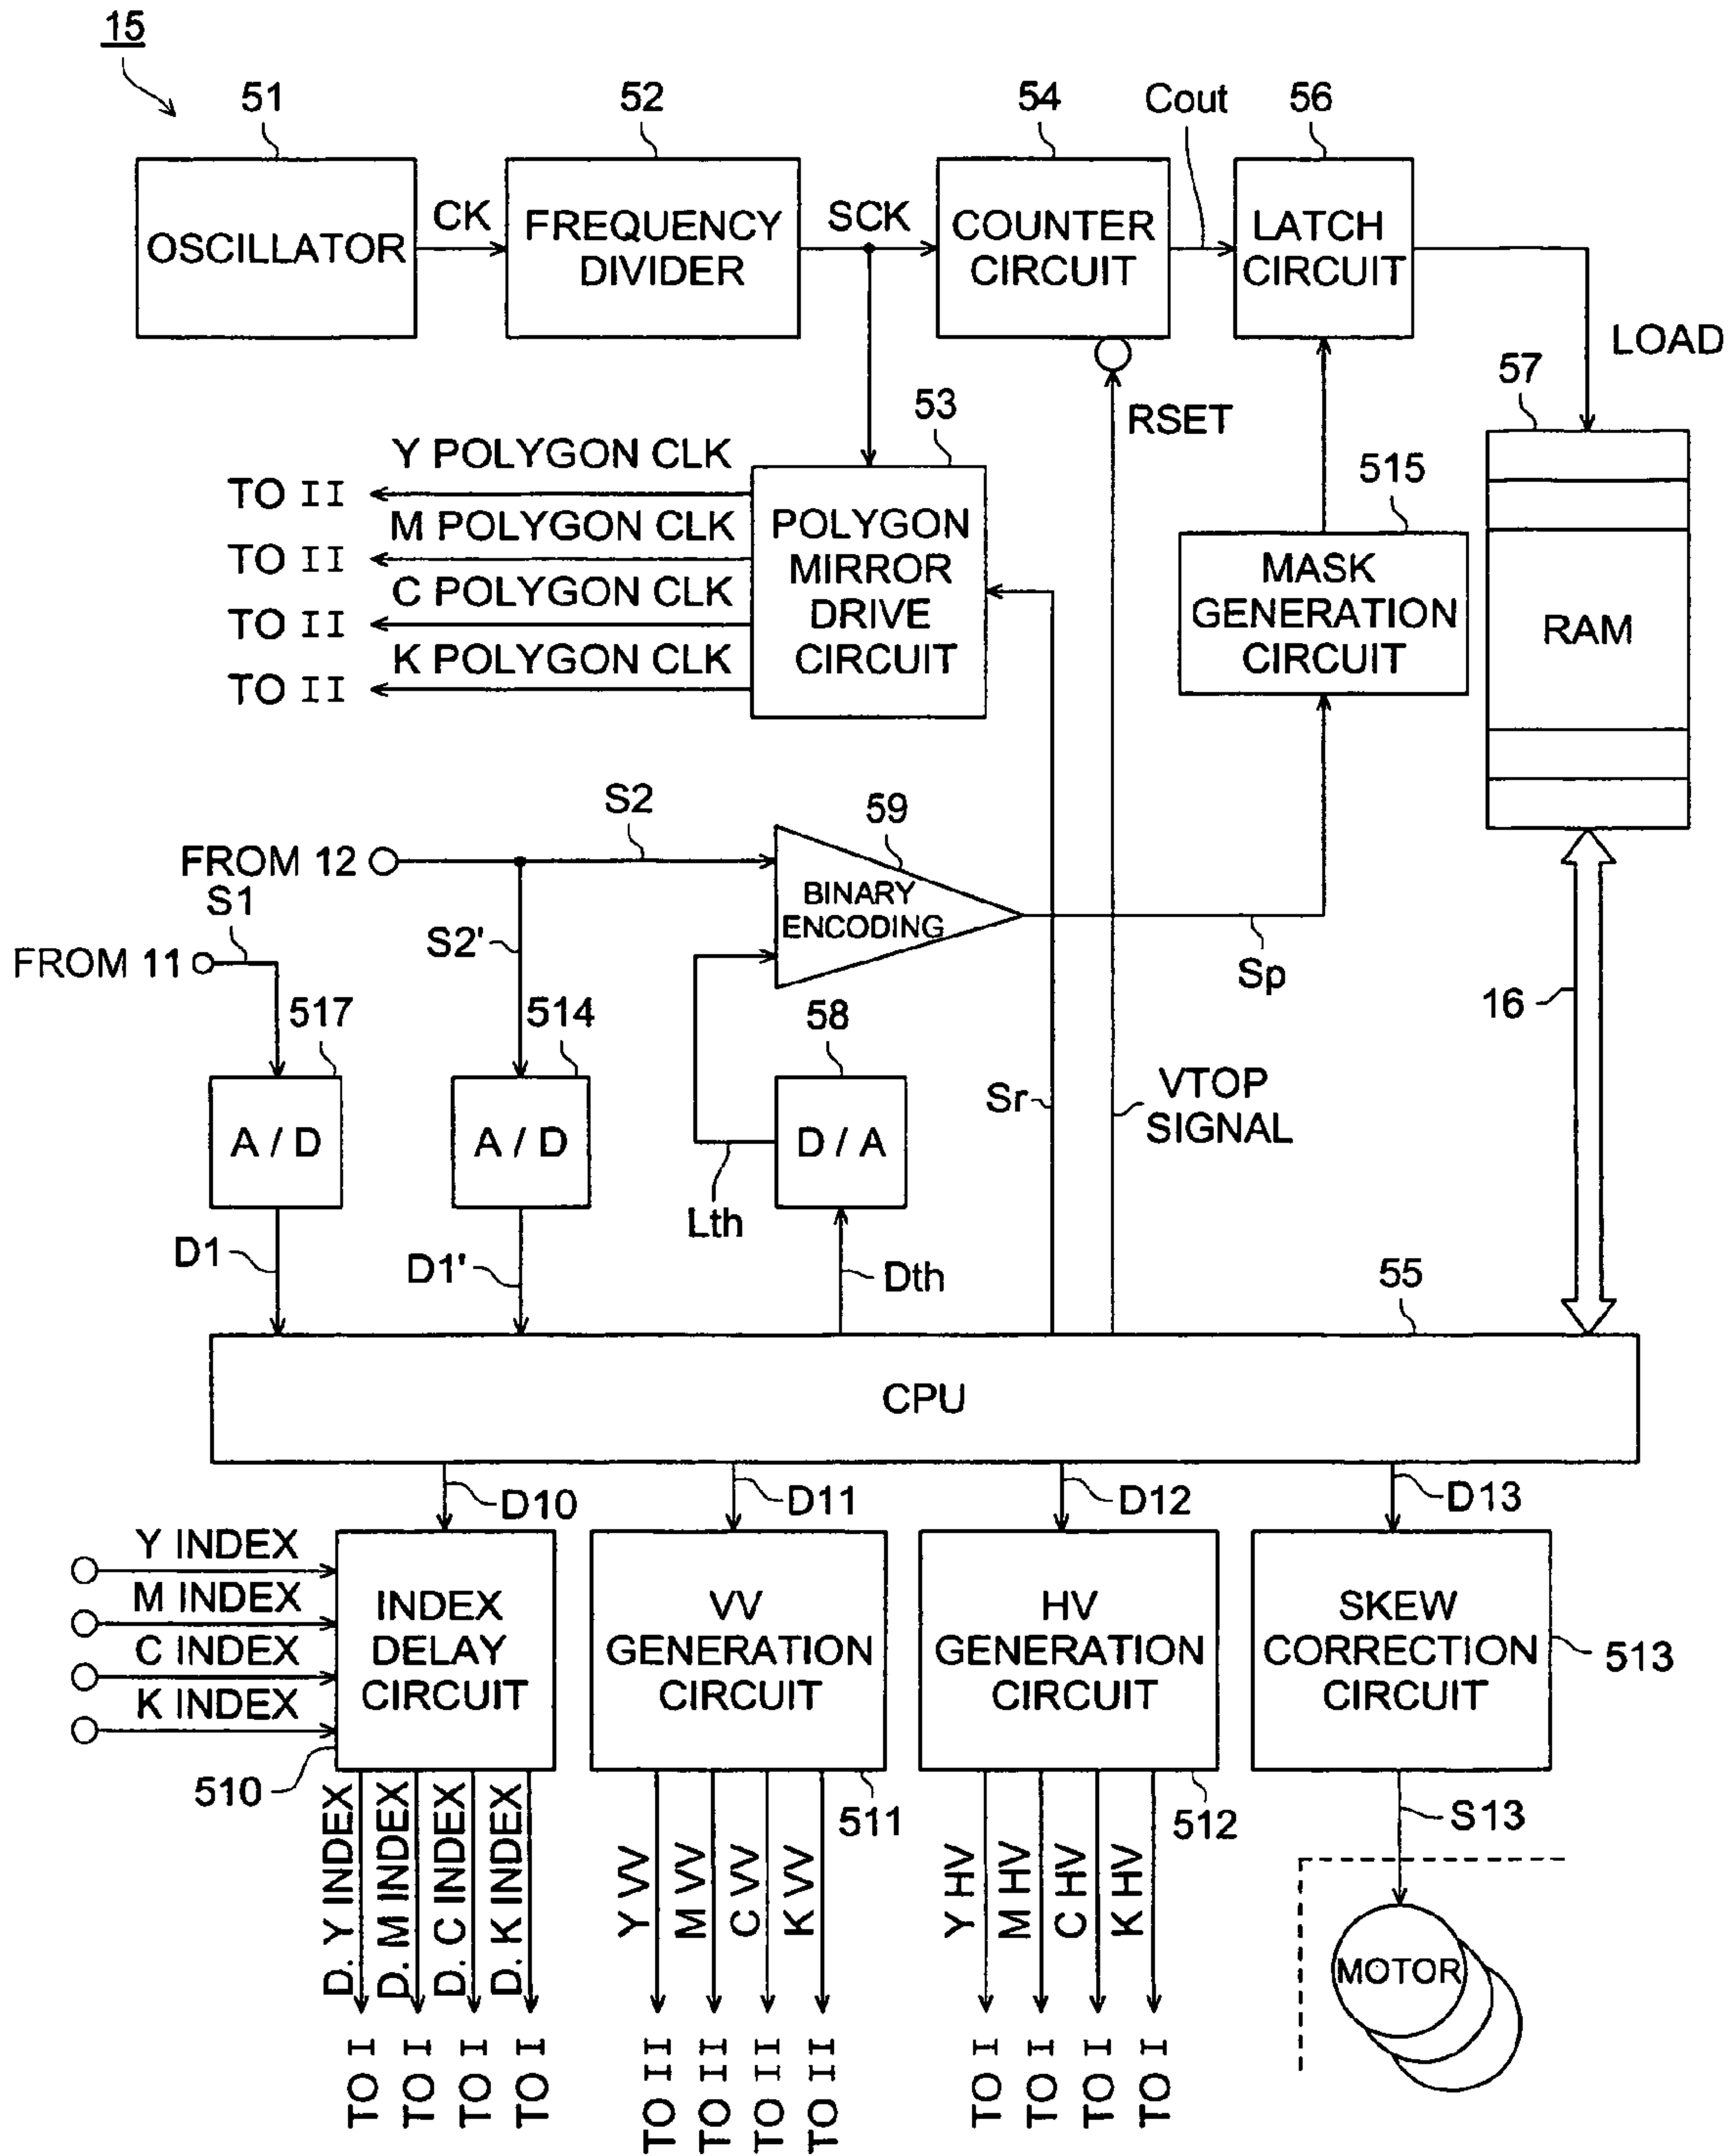 15
51
52
54
Cout
56
OSCILLATOR
CK
FREQUENCY
DIVIDER
SCK
COUNTER
CIRCUIT
LATCH
CIRCUIT
LOAD
57
RSET
53
Y POLYGON CLK
TO II
M POLYGON CLK
TO II
C POLYGON CLK
TO II
K POLYGON CLK
TO II
POLYGON
MIRROR
DRIVE
CIRCUIT
515
MASK
GENERATION
CIRCUIT
RAM
S2
59
FROM 12
BINARY
ENCODING
S1
S2'
FROM 11
Sp
16
517
514
58
A / D
A / D
D / A
Sr
VTOP
SIGNAL
Lth
D1
D1'
Dth
55
CPU
D10
D11
D12
D13
Y INDEX
M INDEX
C INDEX
K INDEX
INDEX
DELAY
CIRCUIT
VV
GENERATION
CIRCUIT
HV
GENERATION
CIRCUIT
SKEW
CORRECTION
CIRCUIT
513
510
511
512
S13
D. Y INDEX
D. M INDEX
D. C INDEX
D. K INDEX
Y VV
M VV
C VV
K VV
Y HV
M HV
C HV
K HV
MOTOR
TO I
TO I
TO I
TO I
TO II
TO II
TO II
TO II
TO I
TO I
TO I
TO I